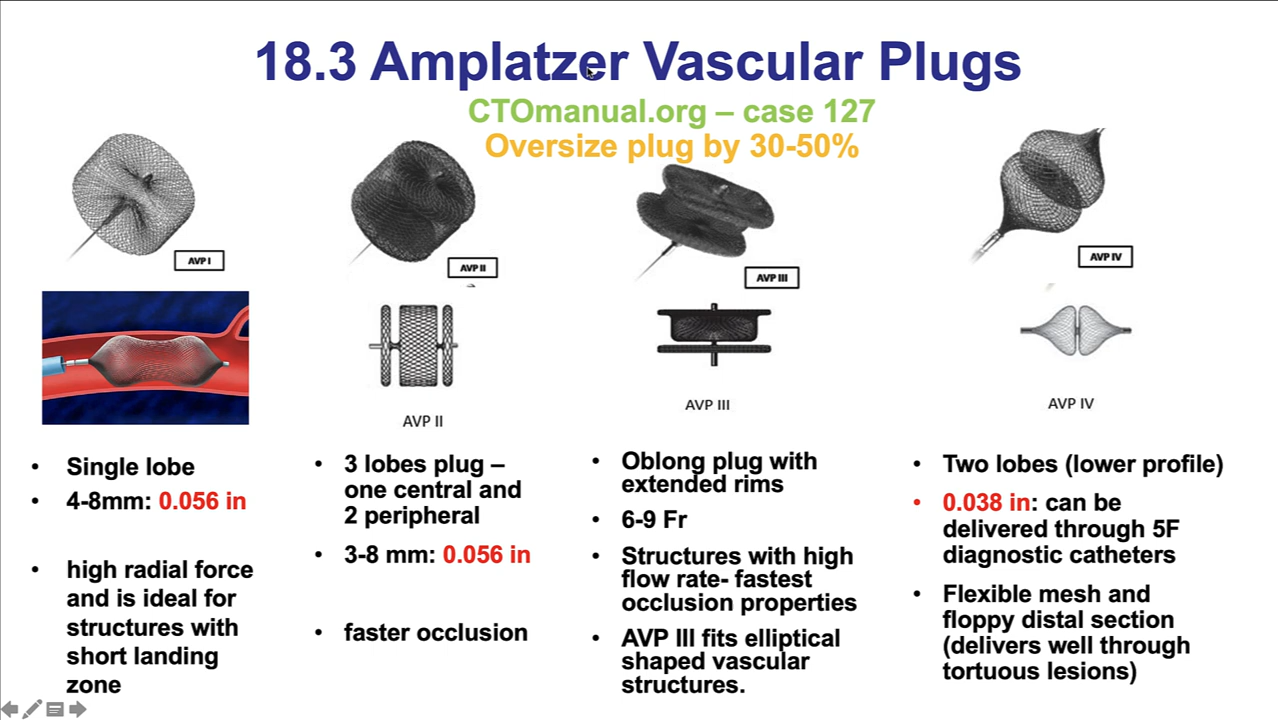 18.3 Amplatzer Vascular Plugs
CTOmanual.org – case 127
Oversize plug by 30-50%
AVP I
AVP II
AVP III
AVP IV
AVP II
AVP III
AVP IV
• Single lobe
• 4-8mm: 0.056 in
• high radial force
and is ideal for
structures with
short landing
zone
• 3 lobes plug –
one central and
2 peripheral
• 3-8 mm: 0.056 in
• faster occlusion
• Oblong plug with
extended rims
• 6-9 Fr
• Structures with high
flow rate- fastest
occlusion properties
• AVP III fits elliptical
shaped vascular
structures.
• Two lobes (lower profile)
• 0.038 in: can be
delivered through 5F
diagnostic catheters
• Flexible mesh and
floppy distal section
(delivers well through
tortuous lesions)